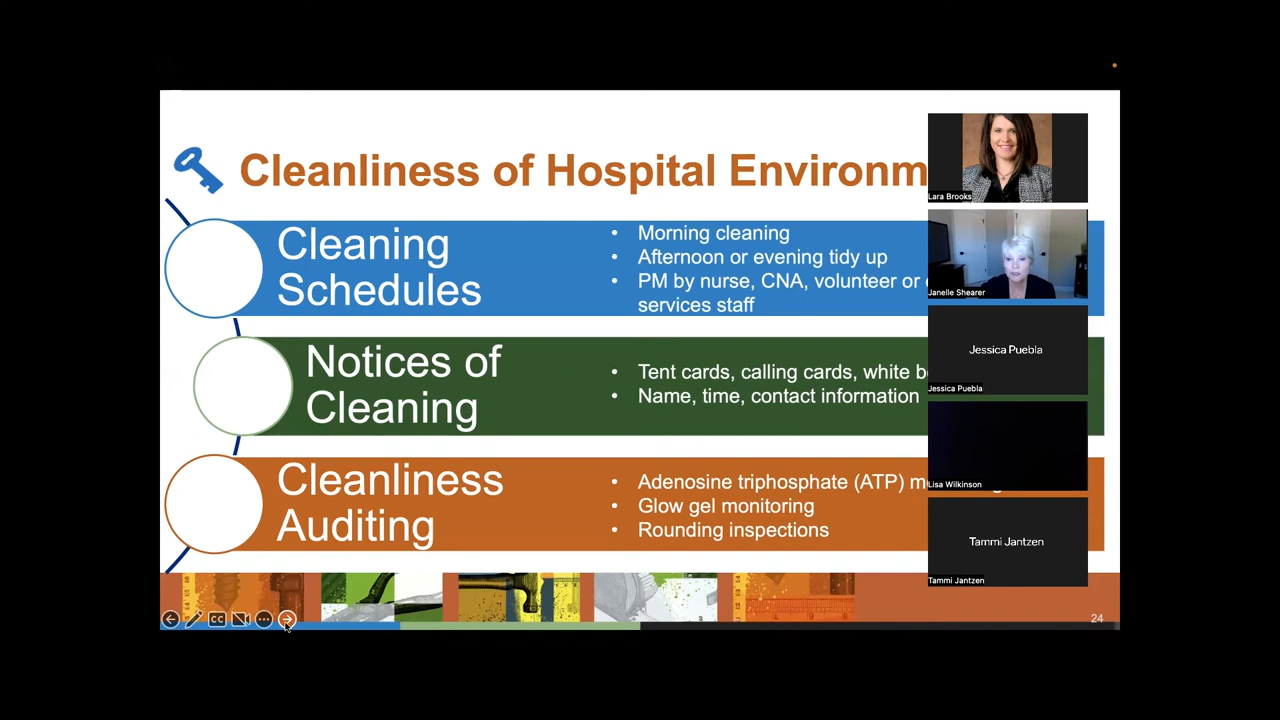 Cleanliness of Hospital Environm
Cleaning
Schedules
• Morning cleaning
• Afternoon or evening tidy up
• PM by nurse, CNA, volunteer or
services staff
Notices of
Cleaning
• Tent cards, calling cards, white
• Name, time, contact information
Cleanliness
Auditing
• Adenosine triphosphate (ATP)
• Glow gel monitoring
• Rounding inspections
Lara Brooks
Janelle Shearer
Jessica Puebla
Jessica Puebla
Lisa Wilkinson
Tammi Jantzen
Tammi Jantzen
CC
24